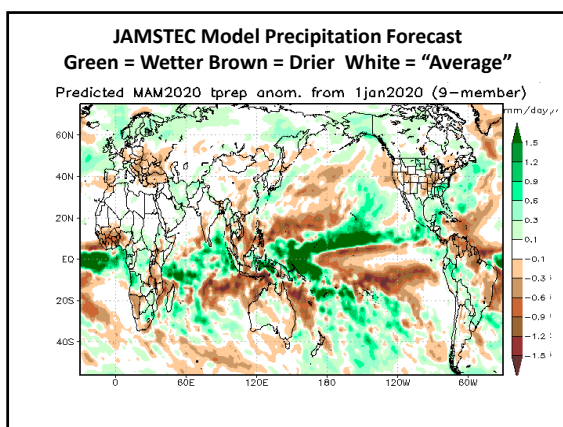 JAMSTEC Model Precipitation Forecast
Green = Wetter Brown = Drier White = “Average”
Predicted MAM2020 tprep anom. from 1jan2020 (9-member)
mm/day
60N
40N
20N
EQ
20S
40S
0
60E
120E
180
120W
60W
1.5
1.2
0.9
0.6
0.3
0.1
-0.1
-0.3
-0.6
-0.9
-1.2
-1.5